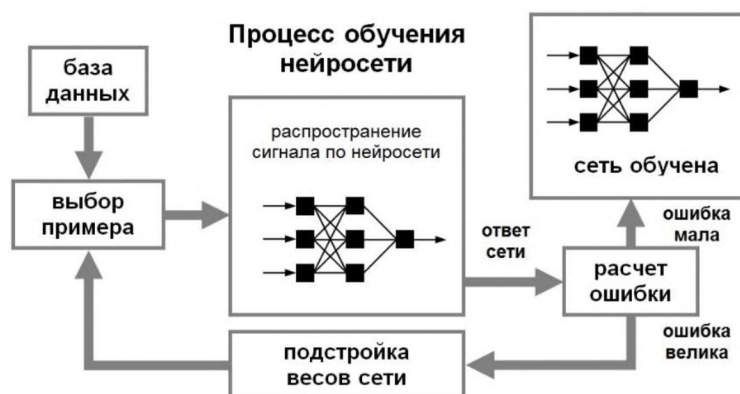 Процесс обучения
нейросети
база
данных
выбор
примера
распространение
сигнала по нейросети
ответ
сети
расчет
ошибки
ошибка
мала
сеть обучена
ошибка
велика
подстройка
весов сети